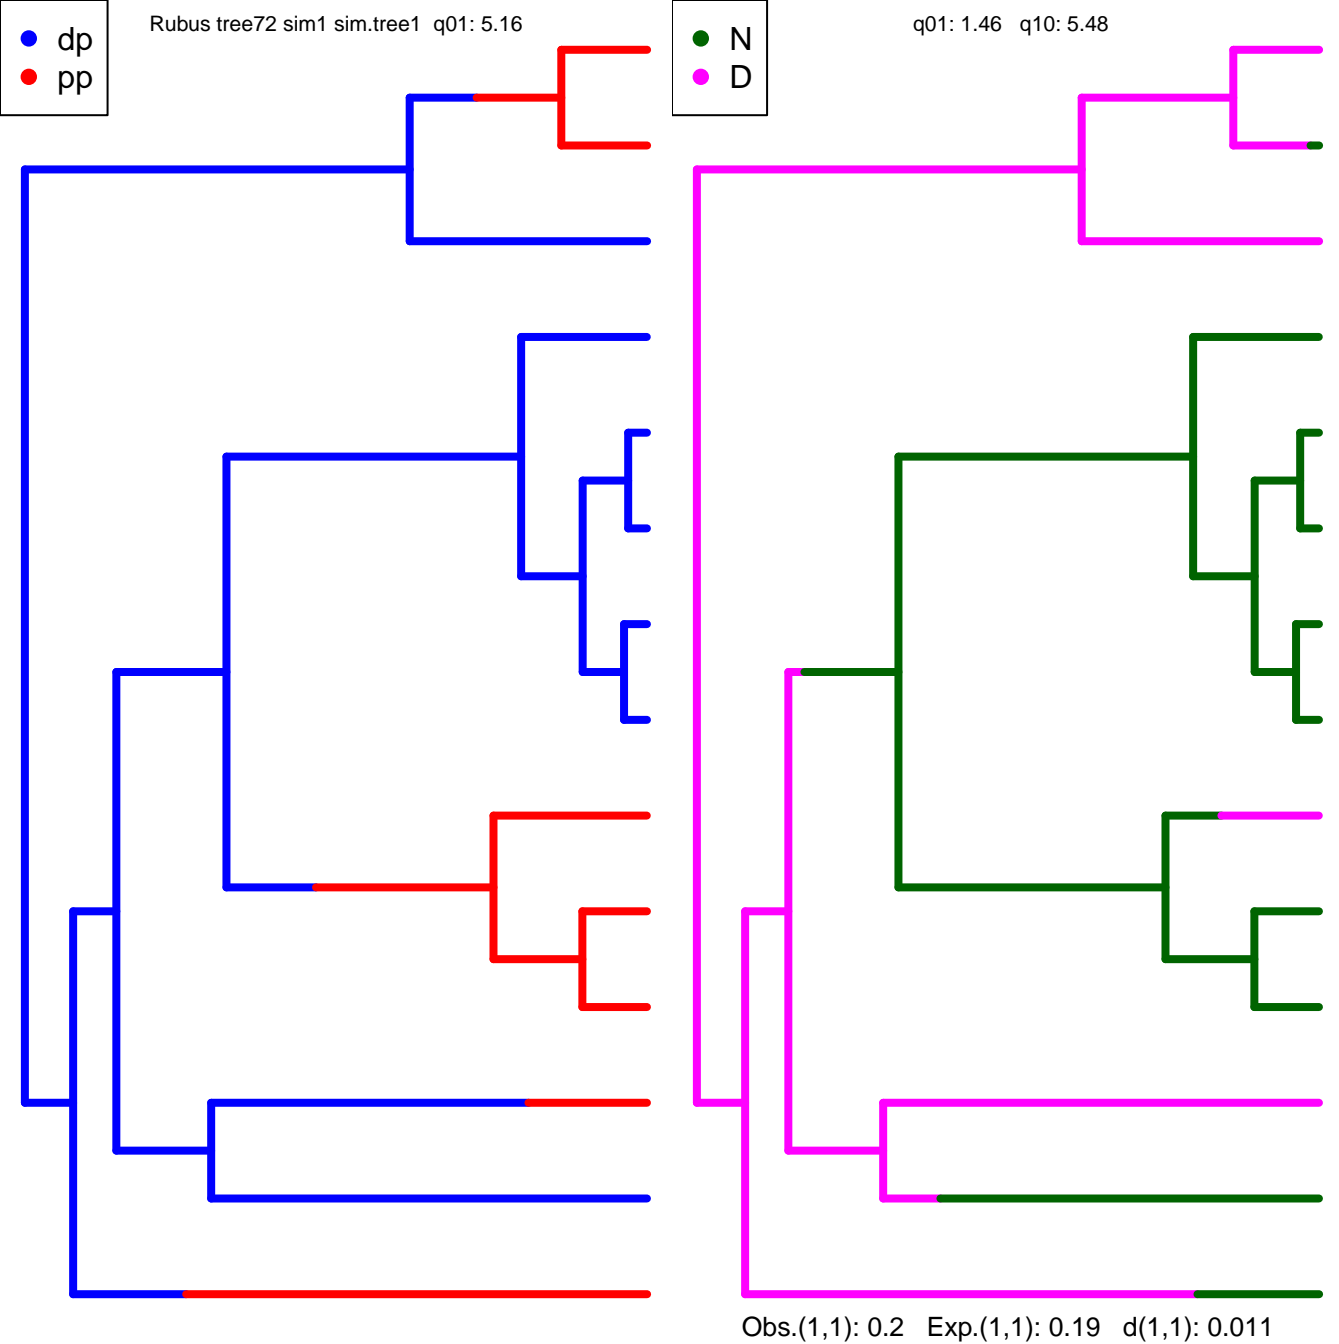 dp
pp
Rubus tree72 sim1 sim.tree1  q01: 5.16
N
D
q01: 1.46   q10: 5.48
Obs.(1,1): 0.2   Exp.(1,1): 0.19   d(1,1): 0.011